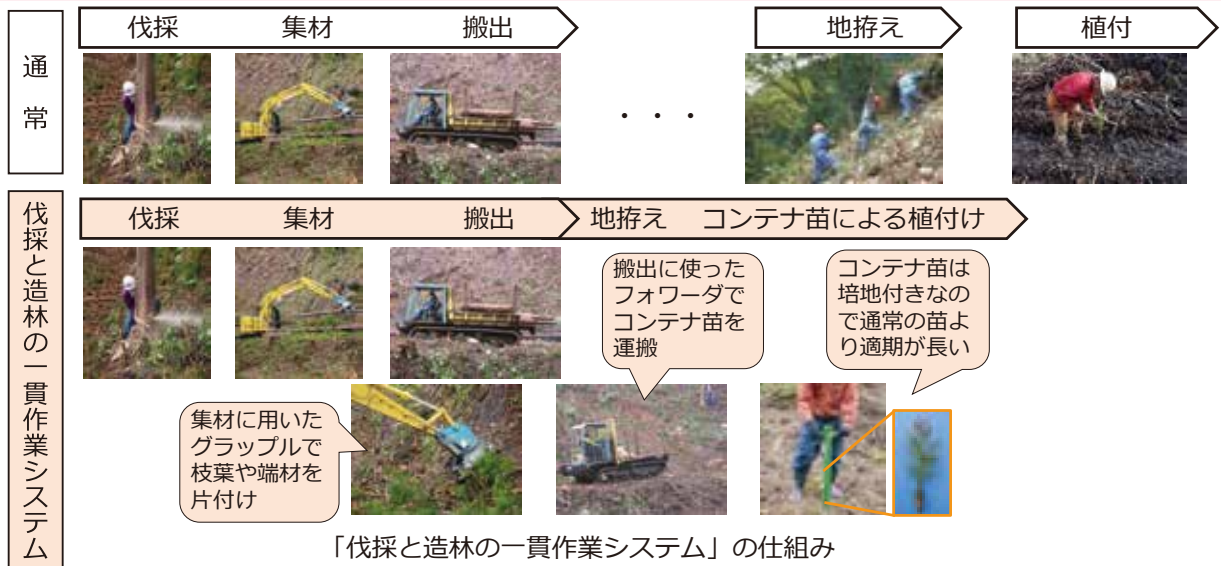 通常
伐採
集材
搬出
・・・
地拵え
植付
伐採と造林の一貫作業システム
伐採
集材
搬出
地拵え
コンテナ苗による植付け
搬出に使った
フォワーダで
コンテナ苗を
運搬
コンテナ苗は
培地付きなの
で通常の苗よ
り適期が長い
集材に用いた
グラップルで
枝葉や端材を
片付け
「伐採と造林の一貫作業システム」の仕組み